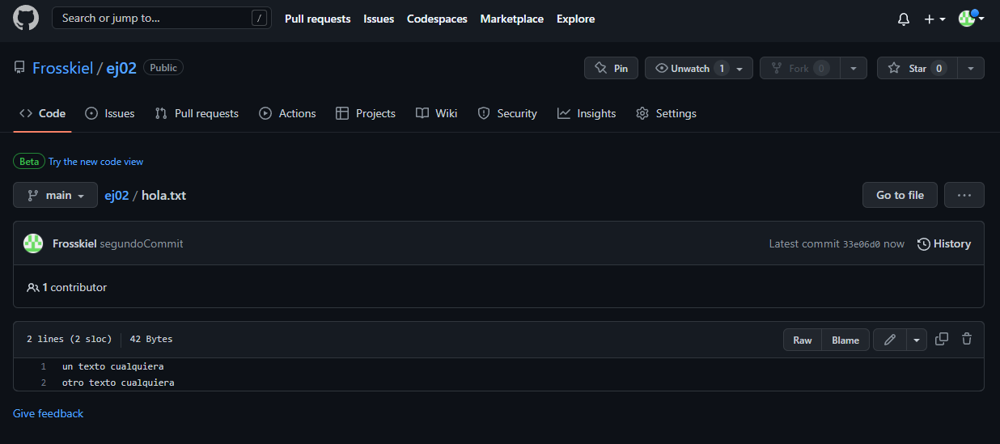 Search or jump to... / Pull requests Issues Codespaces Marketplace Explore
Frosskiel / ej02 Public Pin Unwatch 1 Fork 0 Star 0
Code Issues Pull requests Actions Projects Wiki Security Insights Settings
Beta Try the new code view
main ej02 / hola.txt Go to file ...
Frosskiel segundoCommit Latest commit 33e06d0 now History
1 contributor
2 lines (2 sloc) 42 Bytes Raw Blame
1 un texto cualquiera
2 otro texto cualquiera
Give feedback